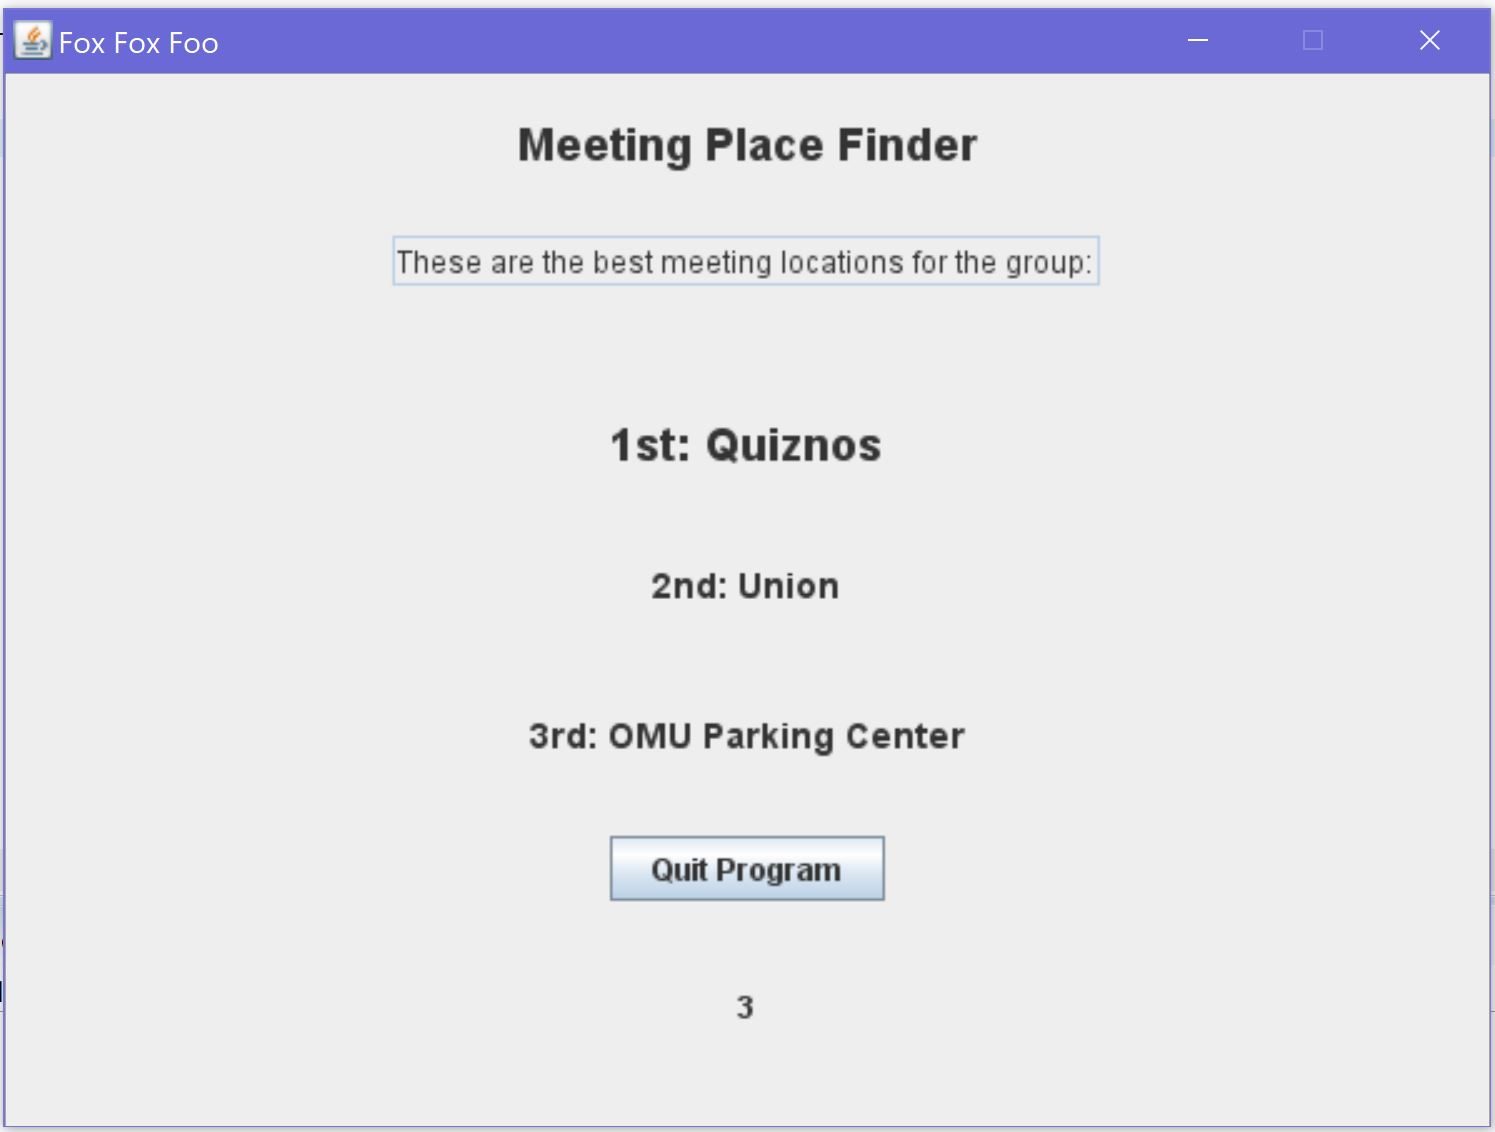 Fox Fox Foo
Meeting Place Finder
These are the best meeting locations for the group:
1st: Quiznos
2nd: Union
3rd: OMU Parking Center
Quit Program
3